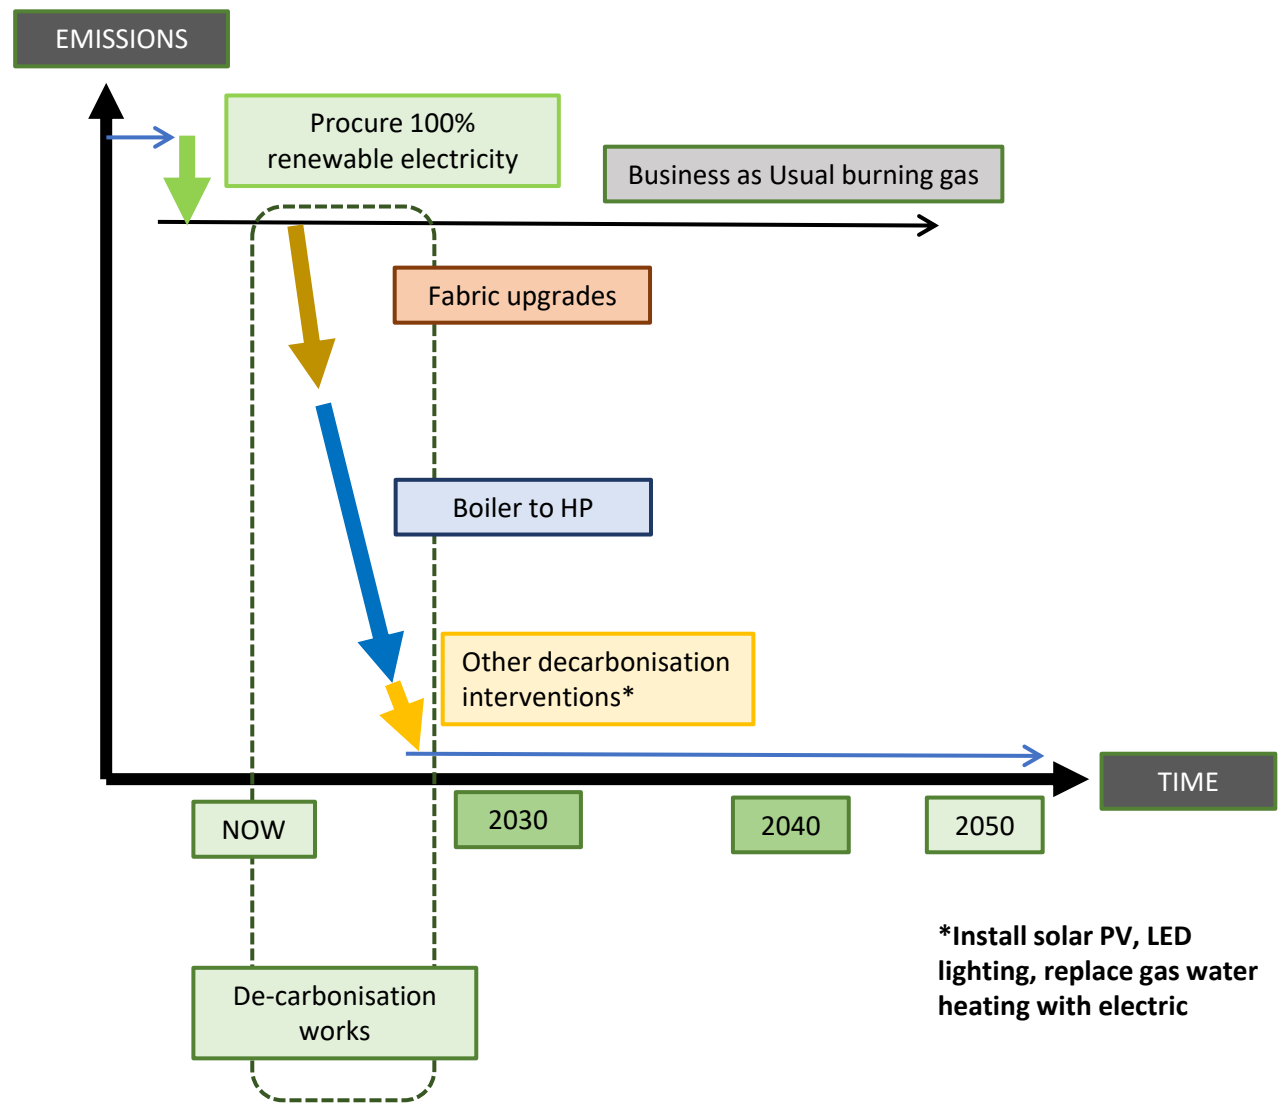 EMISSIONS
Procure 100%
renewable electricity
Business as Usual burning gas
Fabric upgrades
Boiler to HP
Other decarbonisation
interventions*
TIME
NOW
2030
2040
2050
*Install solar PV, LED
lighting, replace gas water
heating with electric
De-carbonisation
works